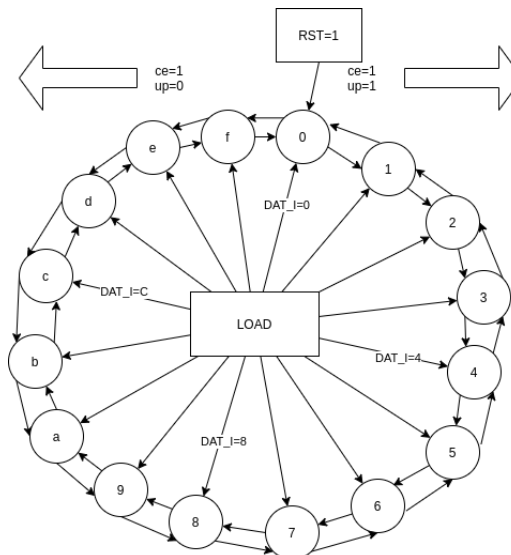 RST=1
ce=1
up=0
ce=1
up=1
0
f
e
1
d
2
DAT_I=0
c
DAT_I=C
3
LOAD
b
DAT_I=4
4
a
DAT_I=8
5
9
6
8
7